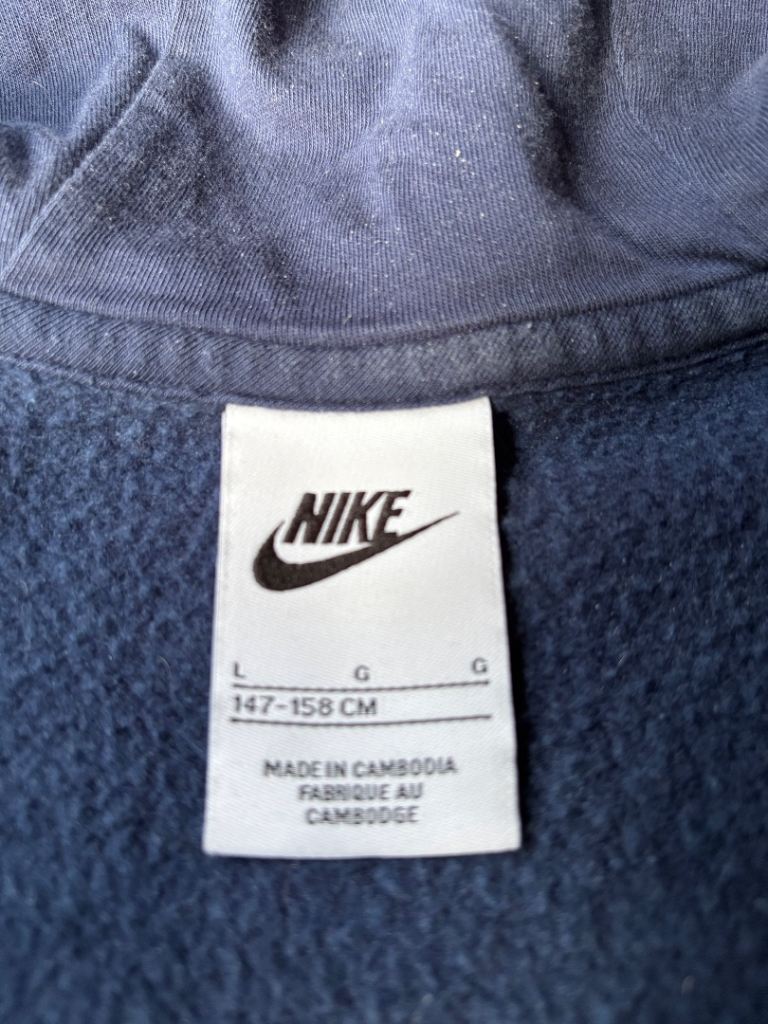 NIKE
L G G
147-158 CM
MADE IN CAMBODIA
FABRIQUE AU
CAMBODGE